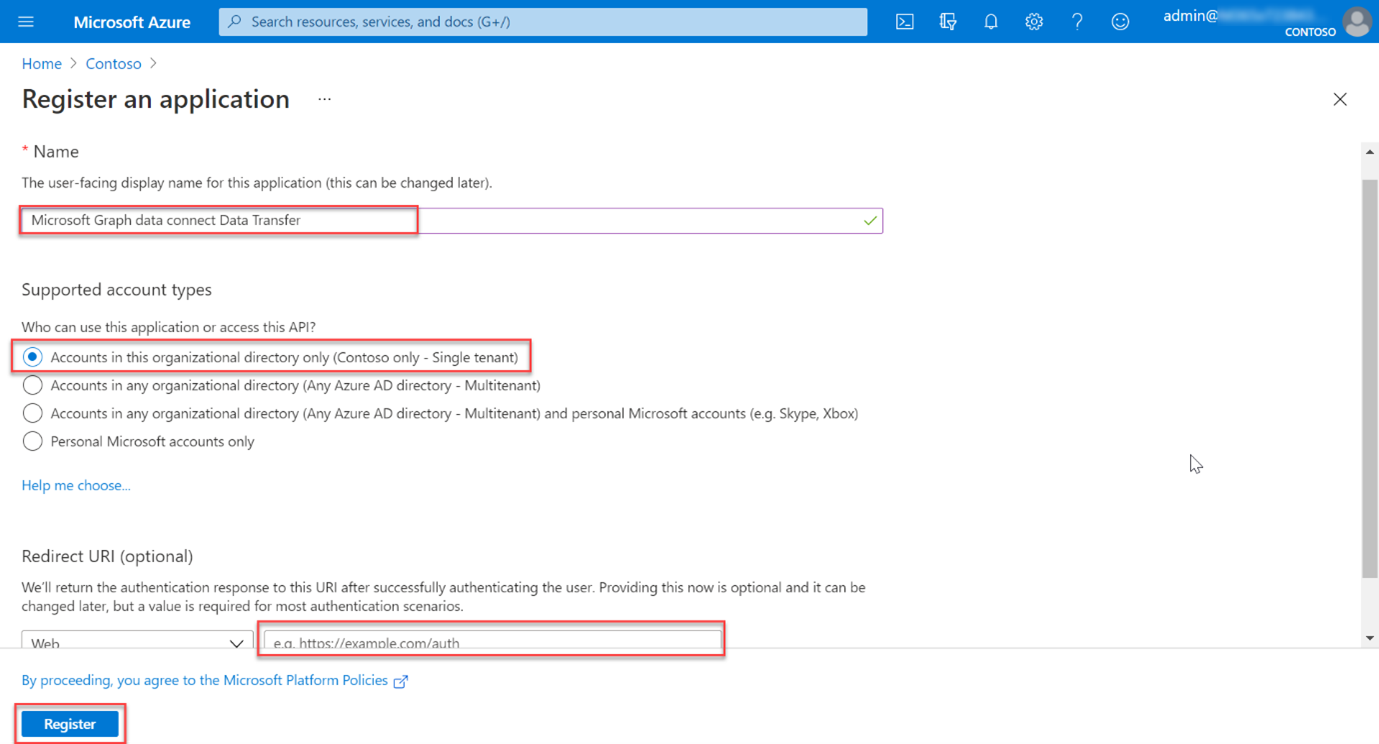 Microsoft Azure
Search resources, services, and docs (G+/)
admin@
CONTOSO
Home > Contoso >
Register an application ...
* Name
The user-facing display name for this application (this can be changed later).
Microsoft Graph data connect Data Transfer
Supported account types
Who can use this application or access this API?
Accounts in this organizational directory only (Contoso only - Single tenant)
Accounts in any organizational directory (Any Azure AD directory - Multitenant)
Accounts in any organizational directory (Any Azure AD directory - Multitenant) and personal Microsoft accounts (e.g. Skype, Xbox)
Personal Microsoft accounts only
Help me choose...
Redirect URI (optional)
We'll return the authentication response to this URI after successfully authenticating the user. Providing this now is optional and it can be
changed later, but a value is required for most authentication scenarios.
Web
e.g. https://example.com/auth
By proceeding, you agree to the Microsoft Platform Policies
Register